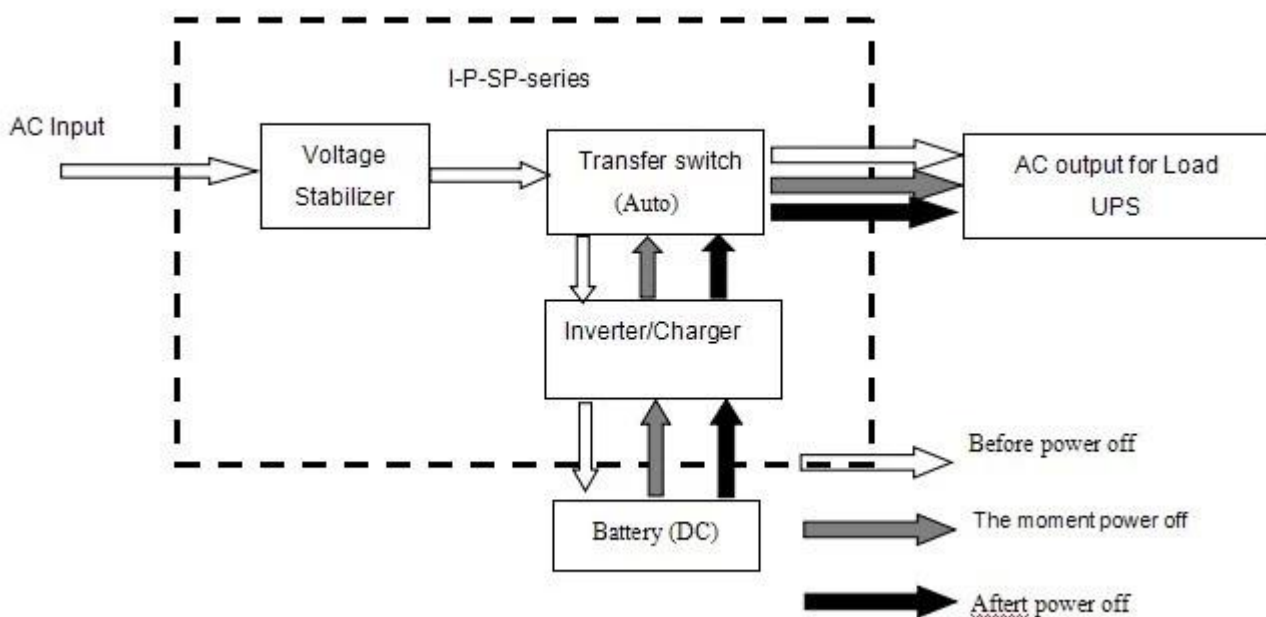 I-P-SP-series
AC Input
Voltage
Stabilizer
Transfer switch
(Auto)
AC output for Load
UPS
Inverter/Charger
Battery (DC)
Before power off
The moment power off
Aftert power off